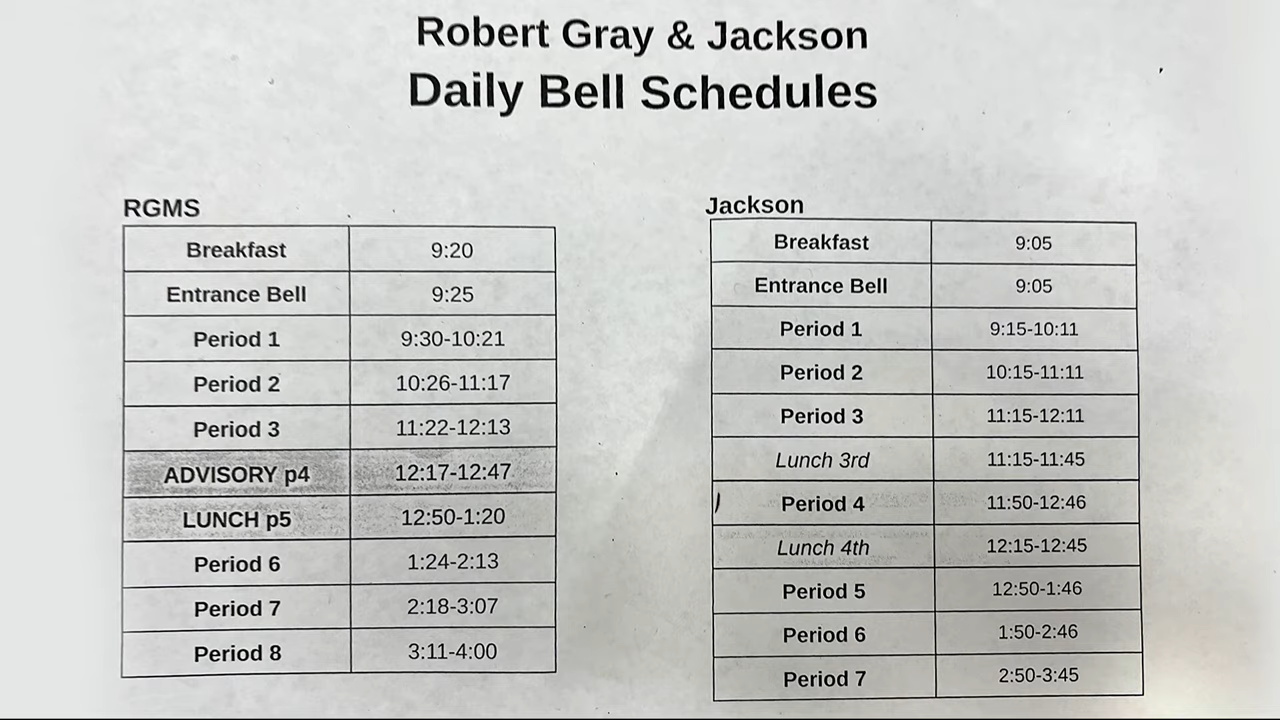 Robert Gray & Jackson
Daily Bell Schedules
RGMS
Breakfast 9:20
Entrance Bell 9:25
Period 1 9:30-10:21
Period 2 10:26-11:17
Period 3 11:22-12:13
ADVISORY p4 12:17-12:47
LUNCH p5 12:50-1:20
Period 6 1:24-2:13
Period 7 2:18-3:07
Period 8 3:11-4:00
Jackson
Breakfast 9:05
Entrance Bell 9:05
Period 1 9:15-10:11
Period 2 10:15-11:11
Period 3 11:15-12:11
Lunch 3rd 11:15-11:45
Period 4 11:50-12:46
Lunch 4th 12:15-12:45
Period 5 12:50-1:46
Period 6 1:50-2:46
Period 7 2:50-3:45